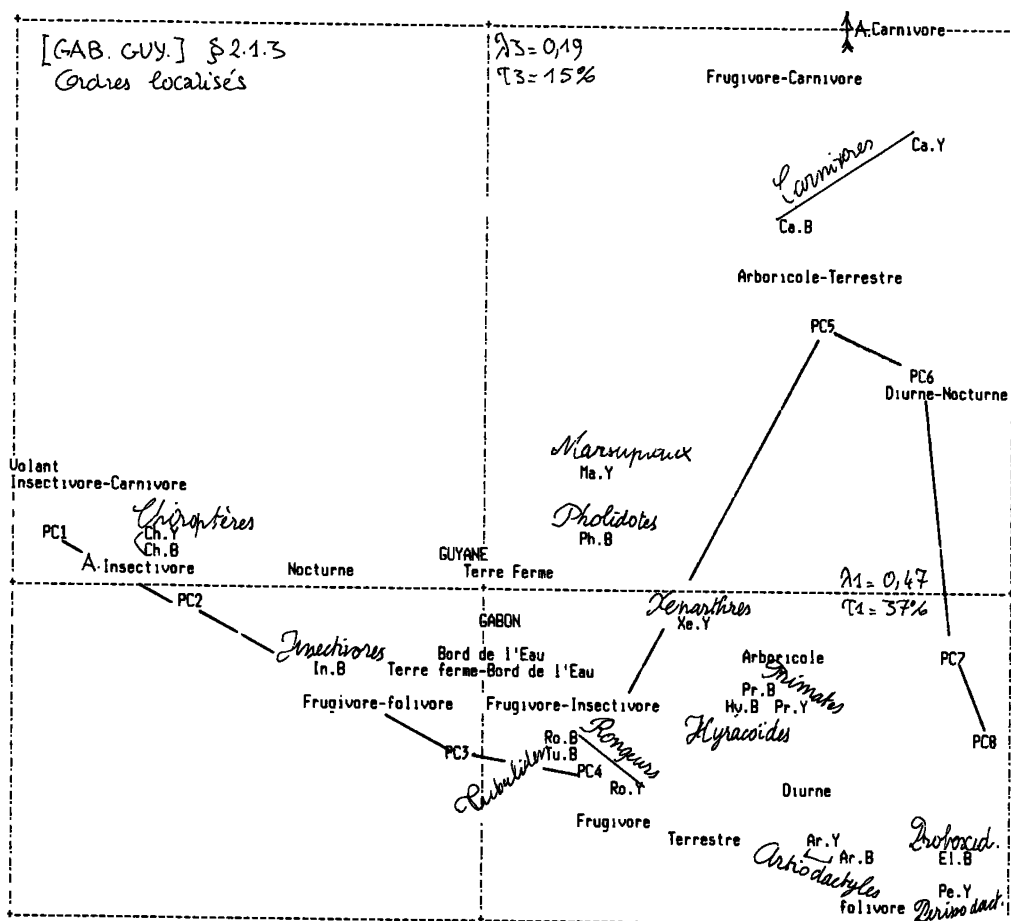 [GAB. GUY.] § 2.1.3
Ordres localisés
λ3 = 0,19
τ3 = 15%
A.Carnivore
Frugivore-Carnivore
Carnivores
Ca.Y
Ca.B
Arboricole-Terrestre
PC5
PC6
Diurne-Nocturne
Marsupiaux
Ma.Y
Volant
Insectivore-Carnivore
Chiroptères
Ch.Y
Ch.B
Pholidotes
Ph.B
PC1
A.Insectivore
Nocturne
GUYANE
Terre Ferme
λ1 = 0,47
τ1 = 37%
PC2
Xenarthres
Xe.Y
GABON
Insectivores
In.B
Bord de l'Eau
Terre ferme-Bord de l'Eau
Arboricole
Primates
Pr.B
Hy.B Pr.Y
Hyracoïdes
PC7
Frugivore-folivore
Frugivore-Insectivore
Rongeurs
Ro.B
Tu.B
PC3
PC4
Ro.Y
PC8
Diurne
Frugivore
Terrestre
Ar.Y
Ar.B
Artiodactyles
Proboscid.
El.B
Pe.Y
folivore Périssodact.